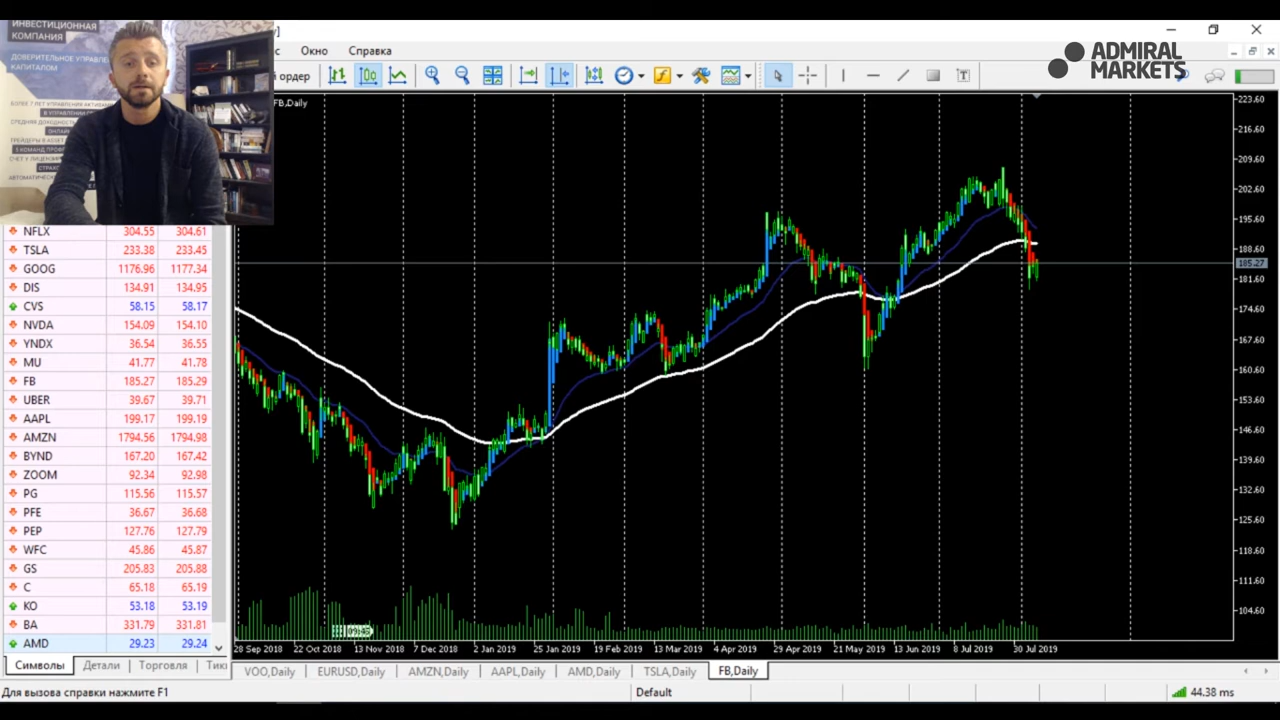 ИНВЕСТИЦИОННАЯ
КОМПАНИЯ
КАПИТАЛОМ
Окно Справка
ордер
ADMIRAL
MARKETS
FB,Daily
223.60
216.60
209.60
202.60
195.60
188.60
185.27
181.60
174.60
167.60
160.60
153.60
146.60
139.60
132.60
125.60
118.60
111.60
104.60
NFLX 304.55 304.61
TSLA 233.38 233.45
GOOG 1176.96 1177.34
DIS 134.91 134.95
CVS 58.15 58.17
NVDA 154.09 154.10
YNDX 36.54 36.55
MU 41.77 41.78
FB 185.27 185.29
UBER 39.67 39.71
AAPL 199.17 199.19
AMZN 1794.56 1794.98
BYND 167.20 167.42
ZOOM 92.34 92.98
PG 115.56 115.57
PFE 36.67 36.68
PEP 127.76 127.79
WFC 45.86 45.87
GS 205.83 205.88
C 65.18 65.19
KO 53.18 53.19
BA 331.79 331.81
AMD 29.23 29.24
28 Sep 2018 22 Oct 2018 13 Nov 2018 7 Dec 2018 2 Jan 2019 25 Jan 2019 19 Feb 2019 13 Mar 2019 4 Apr 2019 29 Apr 2019 21 May 2019 13 Jun 2019 8 Jul 2019 30 Jul 2019
Символы Детали Торговля Тики
VOO,Daily EURUSD,Daily AMZN,Daily AAPL,Daily AMD,Daily TSLA,Daily FB,Daily
Для вызова справки нажмите F1 Default 44.38 ms